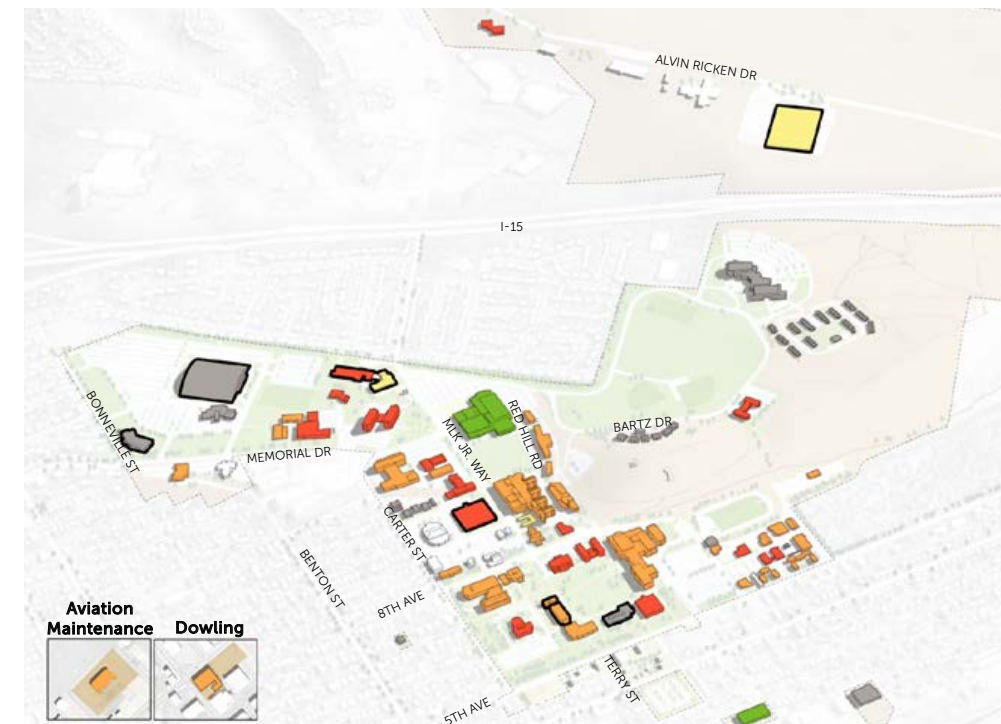 ALVIN RICKEN DR
I-15
BONNEVILLE ST
MEMORIAL DR
MLK JR. WAY
RED HILL RD
BARTZ DR
CARTER ST
BENTON ST
8TH AVE
TERRY ST
5TH AVE
Aviation
Maintenance
Dowling